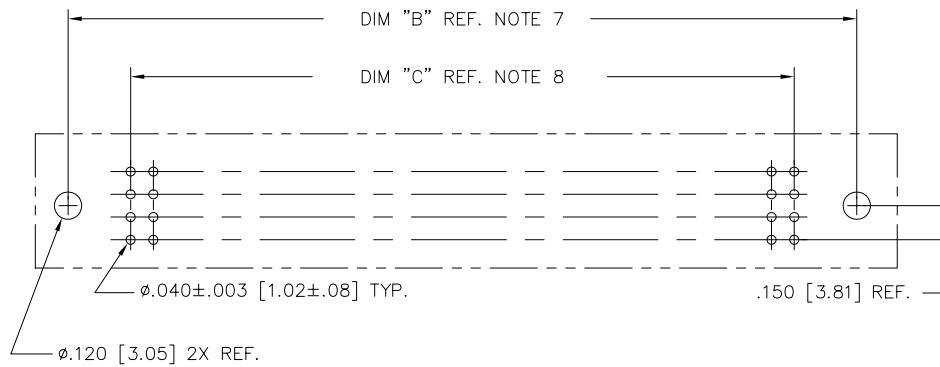 DIM "B" REF. NOTE 7
DIM "C" REF. NOTE 8
ø.040±.003 [1.02±.08] TYP.
.150 [3.81] REF.
ø.120 [3.05] 2X REF.